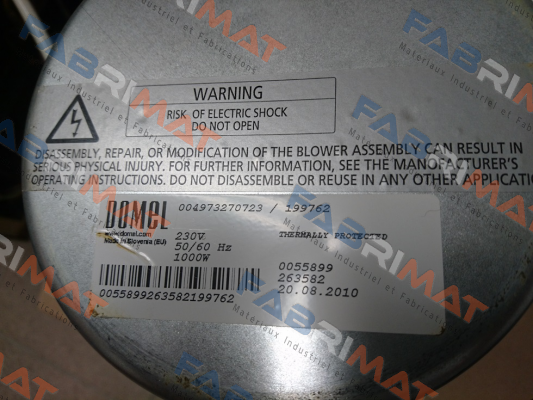 WARNING
RISK OF ELECTRIC SHOCK
DO NOT OPEN
DISASSEMBLY, REPAIR, OR MODIFICATION OF THE BLOWER ASSEMBLY CAN RESULT IN
SERIOUS PHYSICAL INJURY. FOR FURTHER INFORMATION, SEE THE MANUFACTURER'S
OPERATING INSTRUCTIONS. DO NOT DISASSEMBLE OR REUSE IN ANY OTHER APPLICATIO
DOMEL 004973270723 / 199762
www.domel.com
Made in Slovenia (EU)
230V THERMALLY PROTECTED
50/60 Hz
1000W
0055899
263582
20.08.2010
0055899263582199762
FABRIMAT
Materiaux Industriel et Fabrications